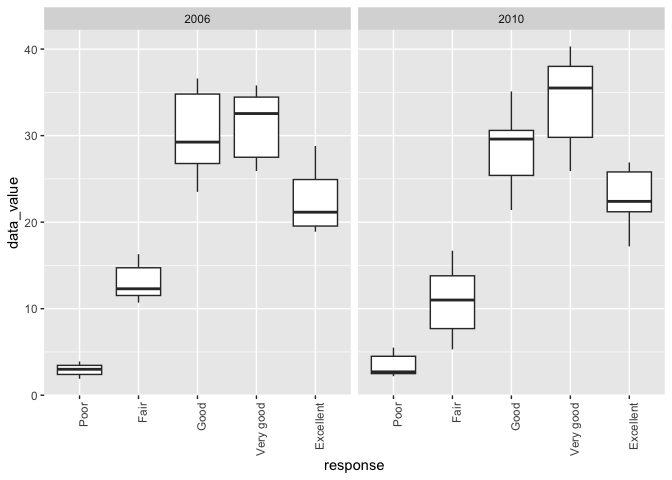 2006
2010
data_value
40
30
20
10
0
Poor
Fair
Good
Very good
Excellent
Poor
Fair
Good
Very good
Excellent
response